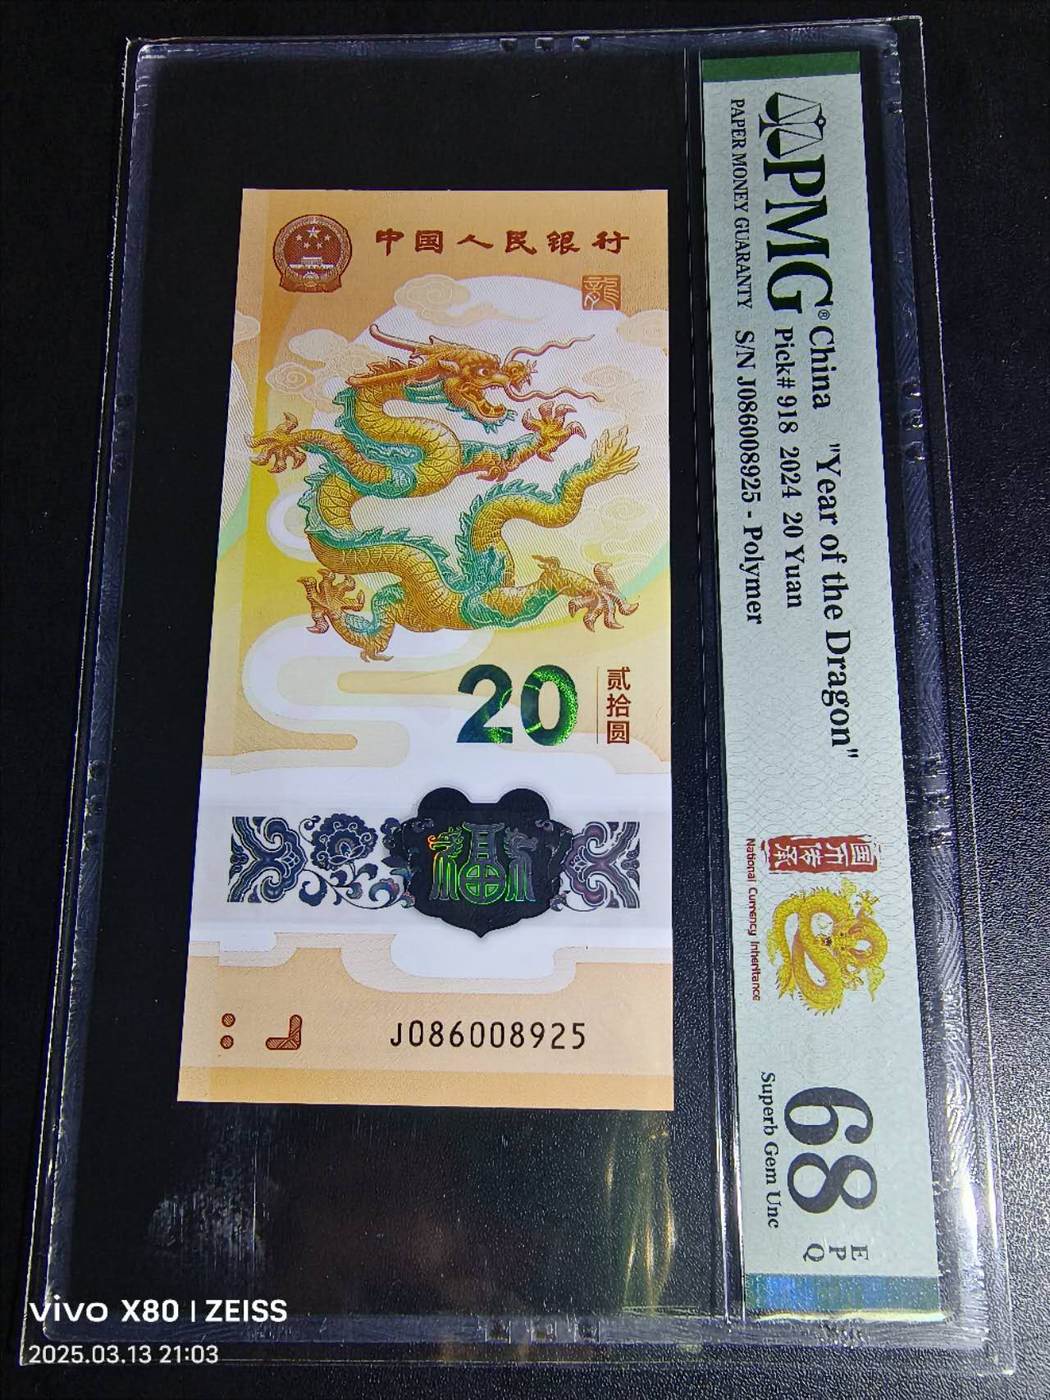 中国人民银行
龍
20
贰拾圆
福
J086008925
PMG®
PAPER MONEY GUARANTY
China "Year of the Dragon"
Pick# 918 2024 20 Yuan
S/N J086008925 - Polymer
国币传承
National Currency Inheritance
68
EPQ
Superb Gem Unc
vivo X80 | ZEISS
2025.03.13 21:03